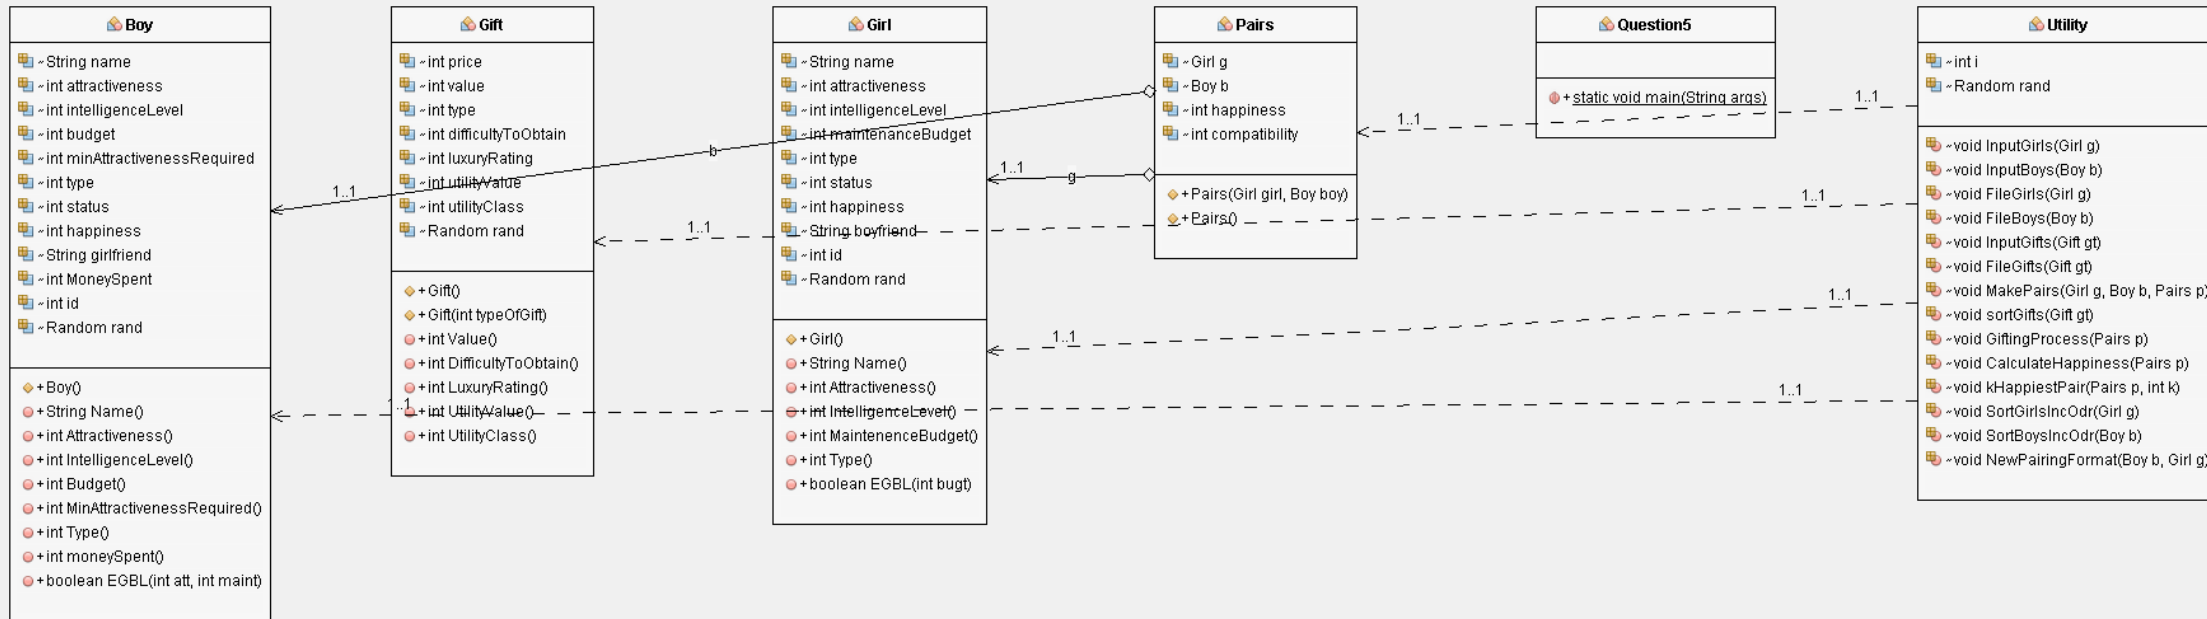 Boy
~String name
~int attractiveness
~int intelligenceLevel
~int budget
~int minAttractivenessRequired
~int type
~int status
~int happiness
~String girlfriend
~int MoneySpent
~int id
~Random rand
+Boy()
+String Name()
+int Attractiveness()
+int IntelligenceLevel()
+int Budget()
+int MinAttractivenessRequired()
+int Type()
+int moneySpent()
+boolean EGBL(int att, int maint)
Gift
~int price
~int value
~int type
~int difficultyToObtain
~int luxuryRating
~int utilityValue
~int utilityClass
~Random rand
+Gift()
+Gift(int typeOfGift)
+int Value()
+int DifficultyToObtain()
+int LuxuryRating()
+int UtilityValue()
+int UtilityClass()
Girl
~String name
~int attractiveness
~int intelligenceLevel
~int maintenanceBudget
~int type
~int status
~int happiness
~String boyfriend
~int id
~Random rand
+Girl()
+String Name()
+int Attractiveness()
+int IntelligenceLevel()
+int MaintenenceBudget()
+int Type()
+boolean EGBL(int bugt)
Pairs
~Girl g
~Boy b
~int happiness
~int compatibility
+Pairs(Girl girl, Boy boy)
+Pairs()
Question5
+static void main(String args)
Utility
~int i
~Random rand
~void InputGirls(Girl g)
~void InputBoys(Boy b)
~void FileGirls(Girl g)
~void FileBoys(Boy b)
~void InputGifts(Gift gt)
~void FileGifts(Gift gt)
~void MakePairs(Girl g, Boy b, Pairs p)
~void sortGifts(Gift gt)
~void GiftingProcess(Pairs p)
~void CalculateHappiness(Pairs p)
~void kHappiestPair(Pairs p, int k)
~void SortGirlsIncOdr(Girl g)
~void SortBoysIncOdr(Boy b)
~void NewPairingFormat(Boy b, Girl g)
b
1..1
g
1..1
1..1
1..1
1..1
1..1
1..1
1..1
1..1
1..1